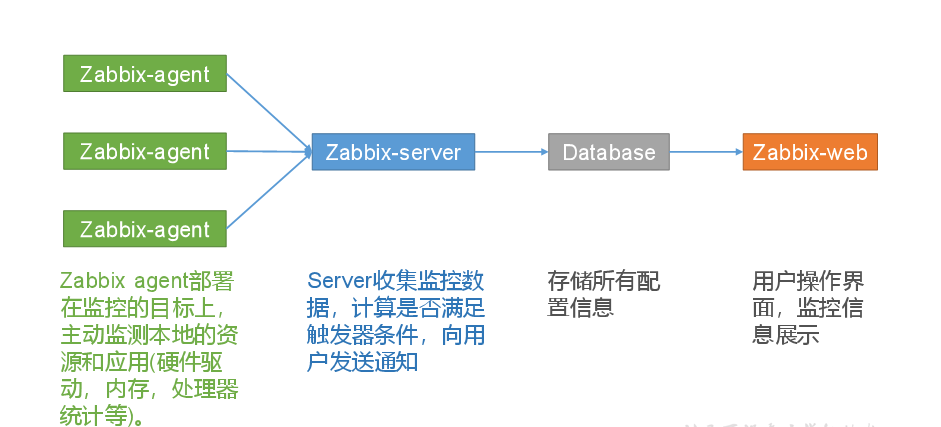 Zabbix-agent
Zabbix-agent
Zabbix-server
Database
Zabbix-web
Zabbix-agent
Zabbix agent部署
在监控的目标上，
主动监测本地的资
源和应用(硬件驱
动，内存，处理器
统计等)。
Server收集监控数
据，计算是否满足
触发器条件，向用
户发送通知
存储所有配
置信息
用户操作界
面，监控信
息展示